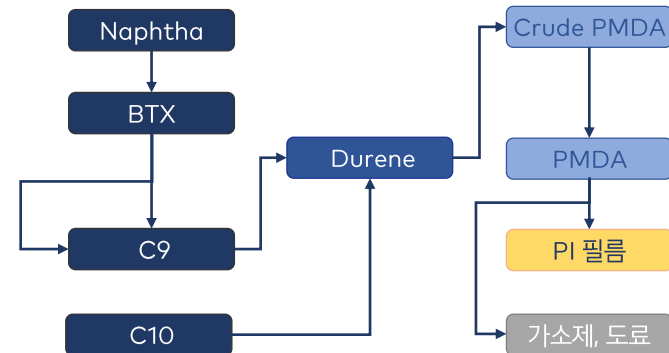 Naphtha
BTX
C9
C10
Durene
Crude PMDA
PMDA
PI 필름
가소제, 도료